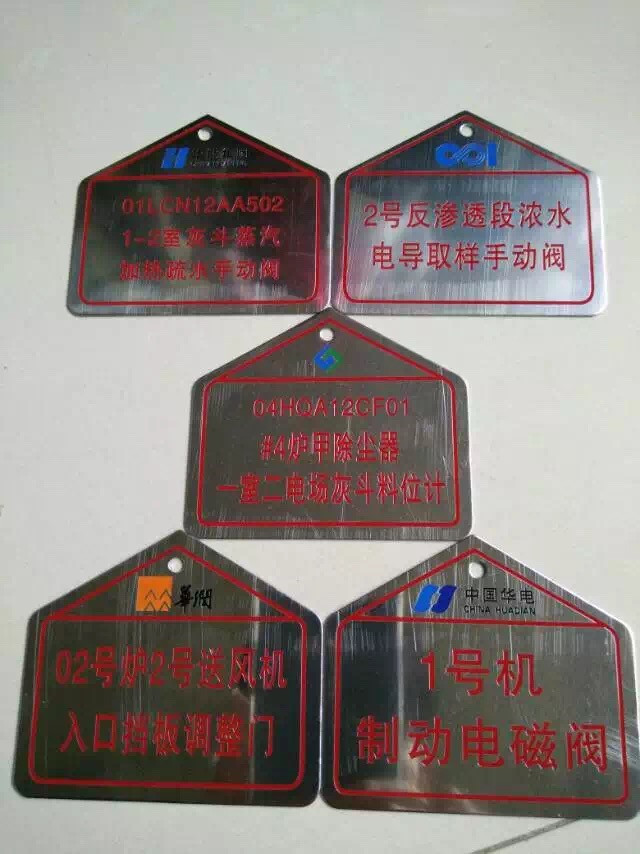 01LCN12AA502
1-2室灰斗蒸汽
加热疏水手动阀
2号反渗透段浓水
电导取样手动阀
04HQA12CF01
#4炉甲除尘器
一室二电场灰斗料位计
華潤
02号炉2号送风机
入口挡板调整门
中国华电
CHINA HUADIAN
1号机
制动电磁阀